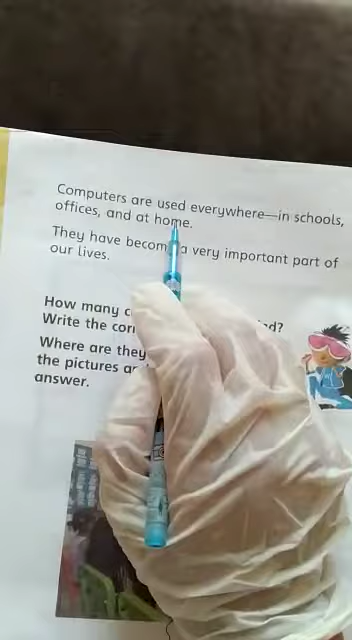 Computers are used everywhere—in schools,
offices, and at home.
They have becom a very important part of
our lives.
How many
Write the
Where are they
the pictures
answer.